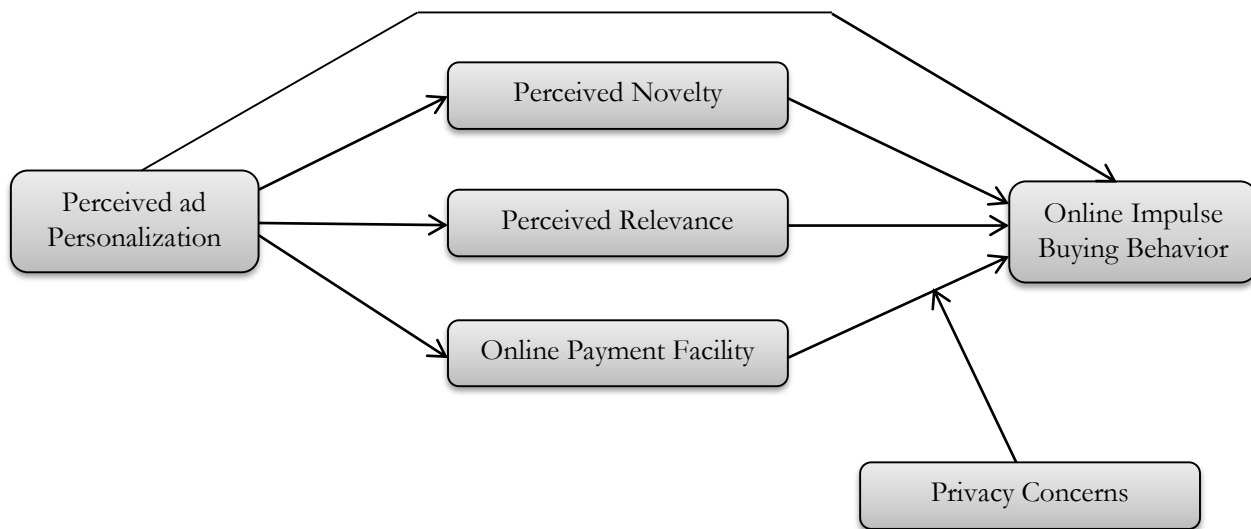 Perceived Novelty
Perceived ad
Personalization
Perceived Relevance
Online Impulse
Buying Behavior
Online Payment Facility
Privacy Concerns